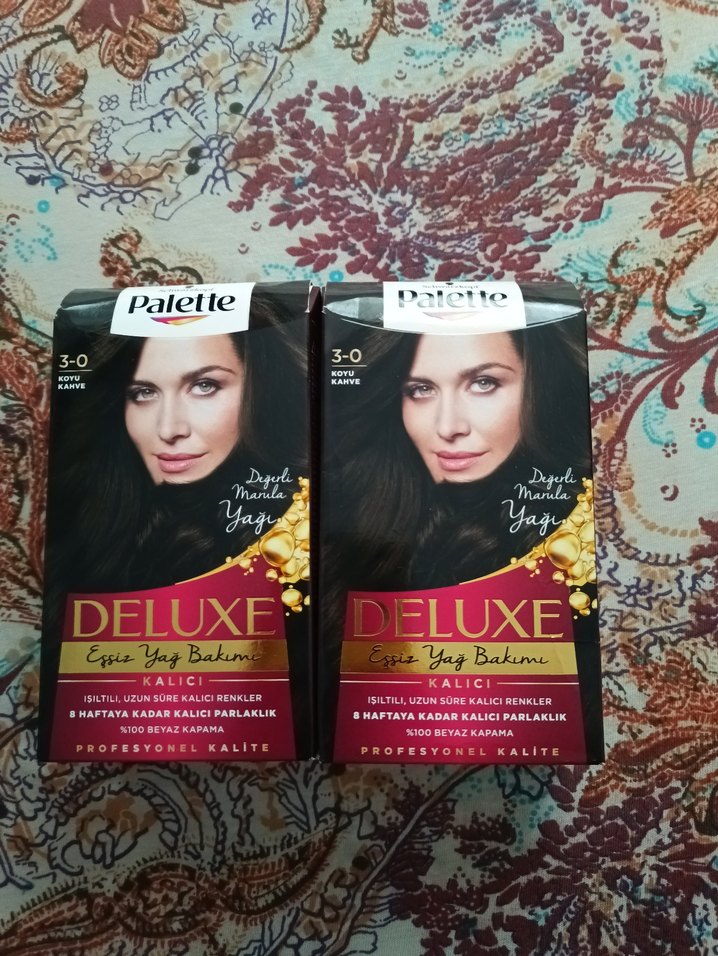 Schwarzkopf
Palette
3-0
KOYU
KAHVE
Değerli
Marula
Yağı
DELUXE
Eşsiz Yağ Bakımı
KALICI
IŞILTILI, UZUN SÜRE KALICI RENKLER
8 HAFTAYA KADAR KALICI PARLAKLIK
%100 BEYAZ KAPAMA
PROFESYONEL KALİTE
Schwarzkopf
Palette
3-0
KOYU
KAHVE
Değerli
Marula
Yağı
DELUXE
Eşsiz Yağ Bakımı
KALICI
IŞILTILI, UZUN SÜRE KALICI RENKLER
8 HAFTAYA KADAR KALICI PARLAKLIK
%100 BEYAZ KAPAMA
PROFESYONEL KALİTE